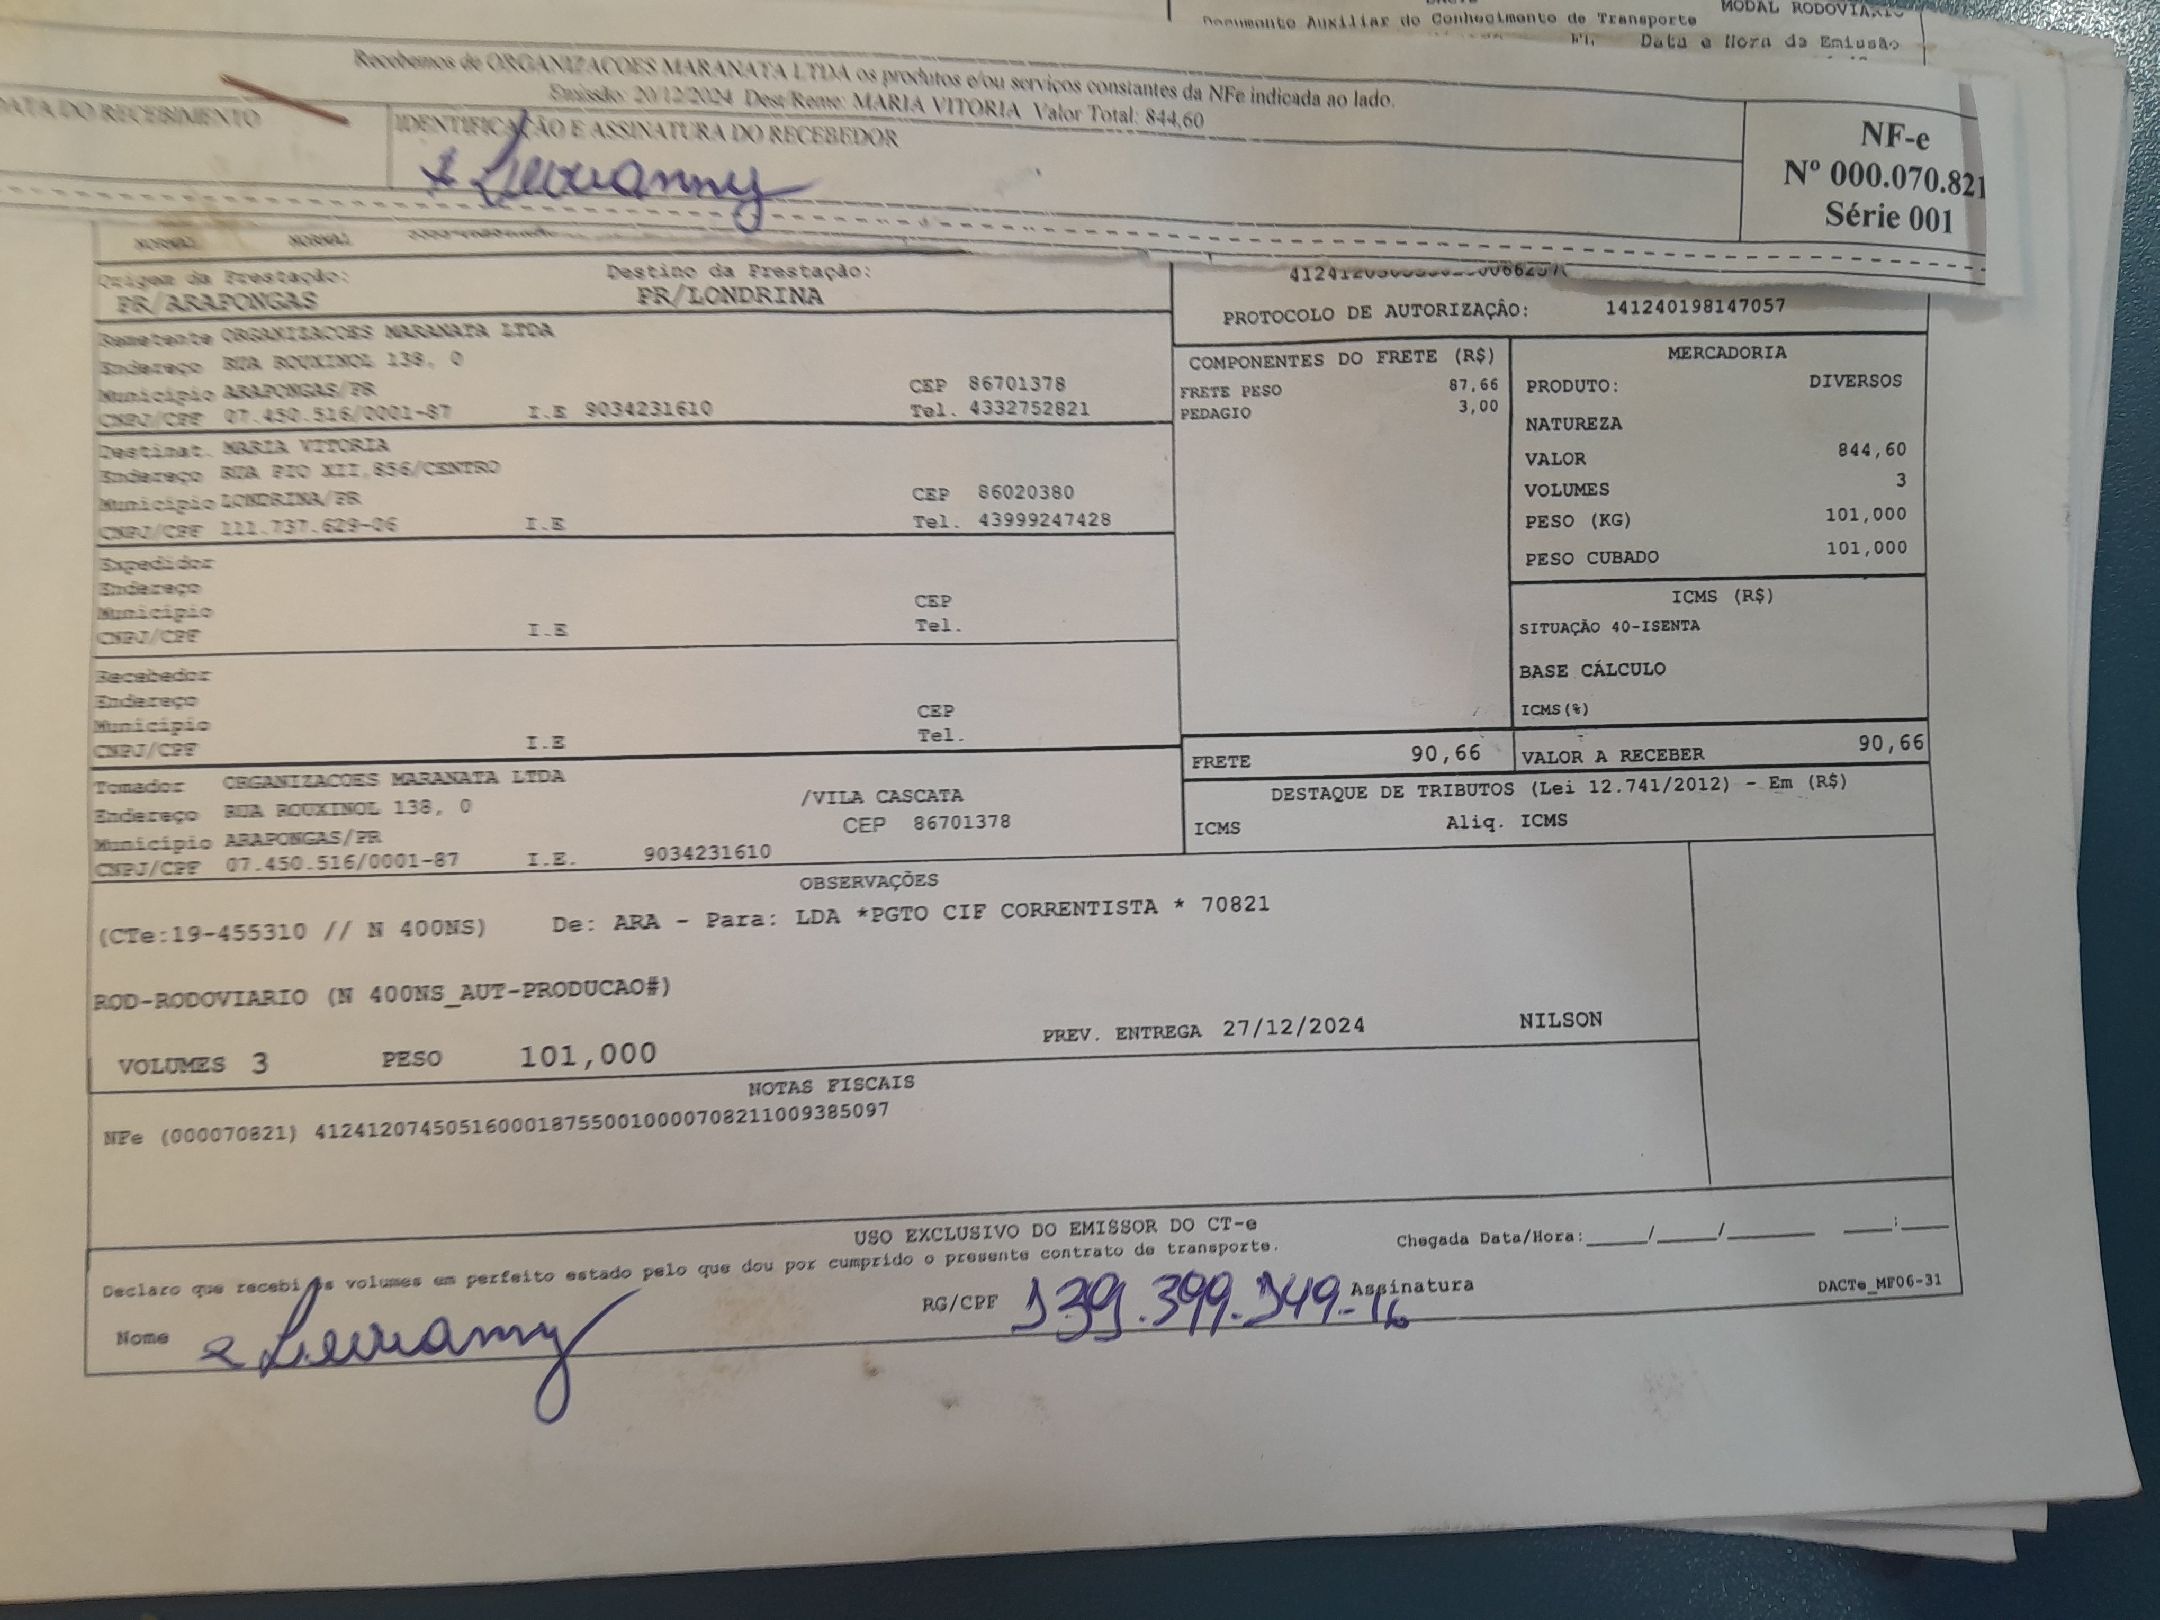 MODAL RODOVIÁRIO
Documento Auxiliar do Conhecimento de Transporte
Fl. Data e Hora da Emissão
Recebemos de ORGANIZACOES MARANATA LTDA os produtos e/ou serviços constantes da NFe indicada ao lado.
Emissão: 20/12/2024 Dest/Reme: MARIA VITORIA Valor Total: 844,60
DATA DO RECEBIMENTO
IDENTIFICAÇÃO E ASSINATURA DO RECEBEDOR
NF-e
Nº 000.070.821
Série 001
NORMAL NORMAL
Origem da Prestação: Destino da Prestação:
PR/ARAPONGAS PR/LONDRINA
PROTOCOLO DE AUTORIZAÇÂO: 141240198147057
Remetente ORGANIZACOES MARANATA LTDA
Endereço RUA ROUXINOL 138, 0
Município ARAPONGAS/PR CEP 86701378
CNPJ/CPF 07.450.516/0001-87 I.E 9034231610 Tel. 4332752821
Destinat. MARIA VITORIA
Endereço RUA PIO XII,856/CENTRO
Município LONDRINA/PR CEP 86020380
CNPJ/CPF 111.737.629-06 I.E Tel. 43999247428
Expedidor
Endereço
Município CEP
CNPJ/CPF I.E Tel.
Recebedor
Endereço
Município CEP
CNPJ/CPF I.E Tel.
Tomador ORGANIZACOES MARANATA LTDA
Endereço RUA ROUXINOL 138, 0 /VILA CASCATA
Município ARAPONGAS/PR CEP 86701378
CNPJ/CPF 07.450.516/0001-87 I.E. 9034231610
COMPONENTES DO FRETE (R$)
FRETE PESO 87,66
PEDAGIO 3,00
MERCADORIA
PRODUTO: DIVERSOS
NATUREZA
VALOR 844,60
VOLUMES 3
PESO (KG) 101,000
PESO CUBADO 101,000
ICMS (R$)
SITUAÇÃO 40-ISENTA
BASE CÁLCULO
ICMS(%)
FRETE 90,66 VALOR A RECEBER 90,66
DESTAQUE DE TRIBUTOS (Lei 12.741/2012) - Em (R$)
ICMS Aliq. ICMS
OBSERVAÇÕES
(CTe:19-455310 // N 400NS) De: ARA - Para: LDA *PGTO CIF CORRENTISTA * 70821
ROD-RODOVIARIO (N 400NS_AUT-PRODUCAO#)
PREV. ENTREGA 27/12/2024 NILSON
VOLUMES 3 PESO 101,000
NOTAS FISCAIS
NFe (000070821) 41241207450516000187550010000708211009385097
USO EXCLUSIVO DO EMISSOR DO CT-e
Declaro que recebi os volumes em perfeito estado pelo que dou por cumprido o presente contrato de transporte.
Chegada Data/Hora:_____/_____/_______ ____:____
Nome RG/CPF 139.399.349-16 Assinatura DACTe_MF06-31